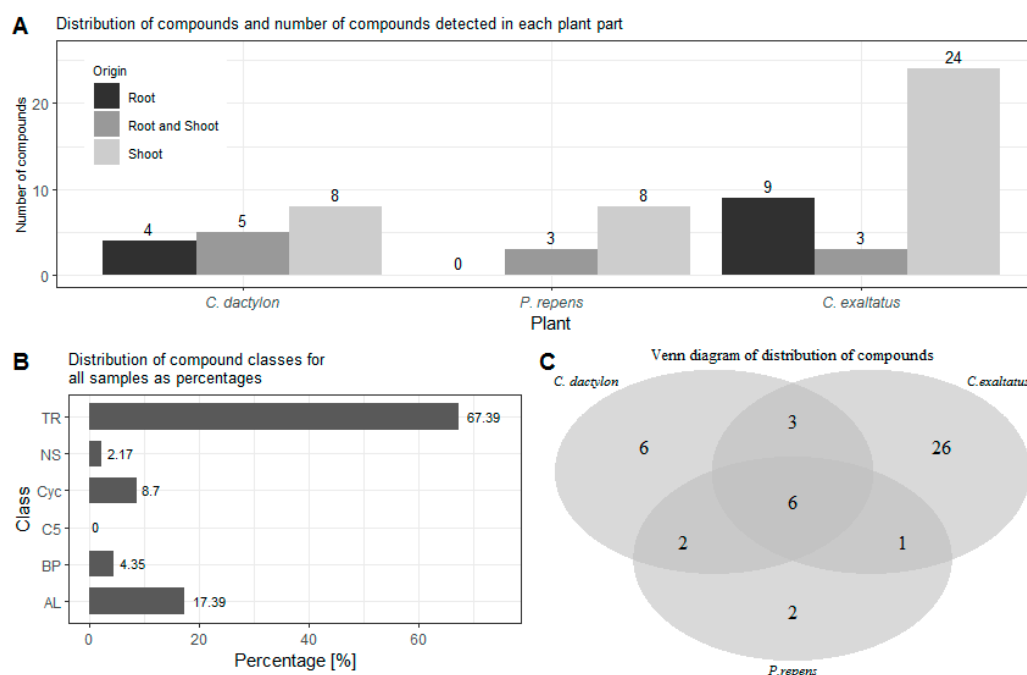 A
Distribution of compounds and number of compounds detected in each plant part
Number of compounds
20
10
0
Origin
Root
Root and Shoot
Shoot
4
5
8
0
3
8
9
3
24
C. dactylon
P. repens
C. exaltatus
Plant
B
Distribution of compound classes for
all samples as percentages
Class
TR
67.39
NS
2.17
Cyc
8.7
C5
0
BP
4.35
AL
17.39
0
20
40
60
Percentage [%]
C
Venn diagram of distribution of compounds
C. dactylon
C.exaltatus
3
6
26
6
2
1
2
P.repens